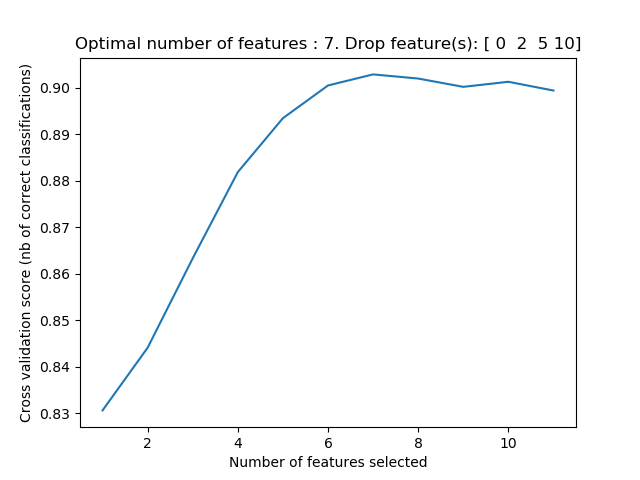 Optimal number of features : 7. Drop feature(s): [ 0  2  5 10]
Cross validation score (nb of correct classifications)
0.90
0.89
0.88
0.87
0.86
0.85
0.84
0.83
2 4 6 8 10
Number of features selected